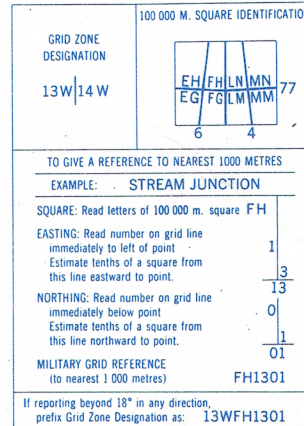 100 000 M. SQUARE IDENTIFICATIO
GRID ZONE
DESIGNATION
13W 14W
EH FH LN MN
EG FG LM MM
77
6 4
TO GIVE A REFERENCE TO NEAREST 1000 METRES
EXAMPLE: STREAM JUNCTION
SQUARE: Read letters of 100 000 m. square FH
EASTING: Read number on grid line
immediately to left of point 1
Estimate tenths of a square from
this line eastward to point. 3
13
NORTHING: Read number on grid line
immediately below point 0
Estimate tenths of a square from
this line northward to point. 1
01
MILITARY GRID REFERENCE
(to nearest 1 000 metres) FH1301
If reporting beyond 18° in any direction,
prefix Grid Zone Designation as: 13WFH1301